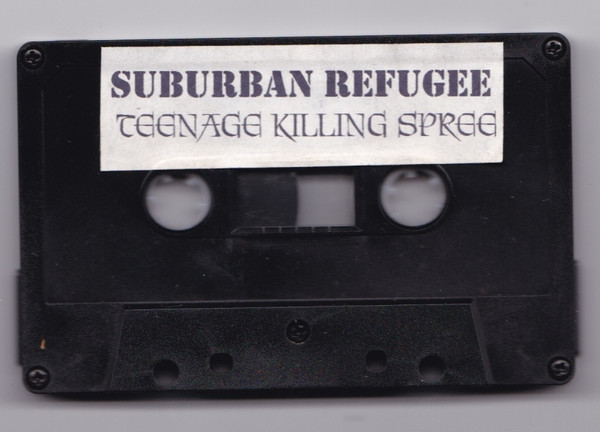 SUBURBAN REFUGEE
TEENAGE KILLING SPREE